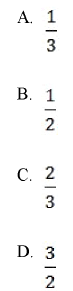 A. 1/3
B. 1/2
C. 2/3
D. 3/2